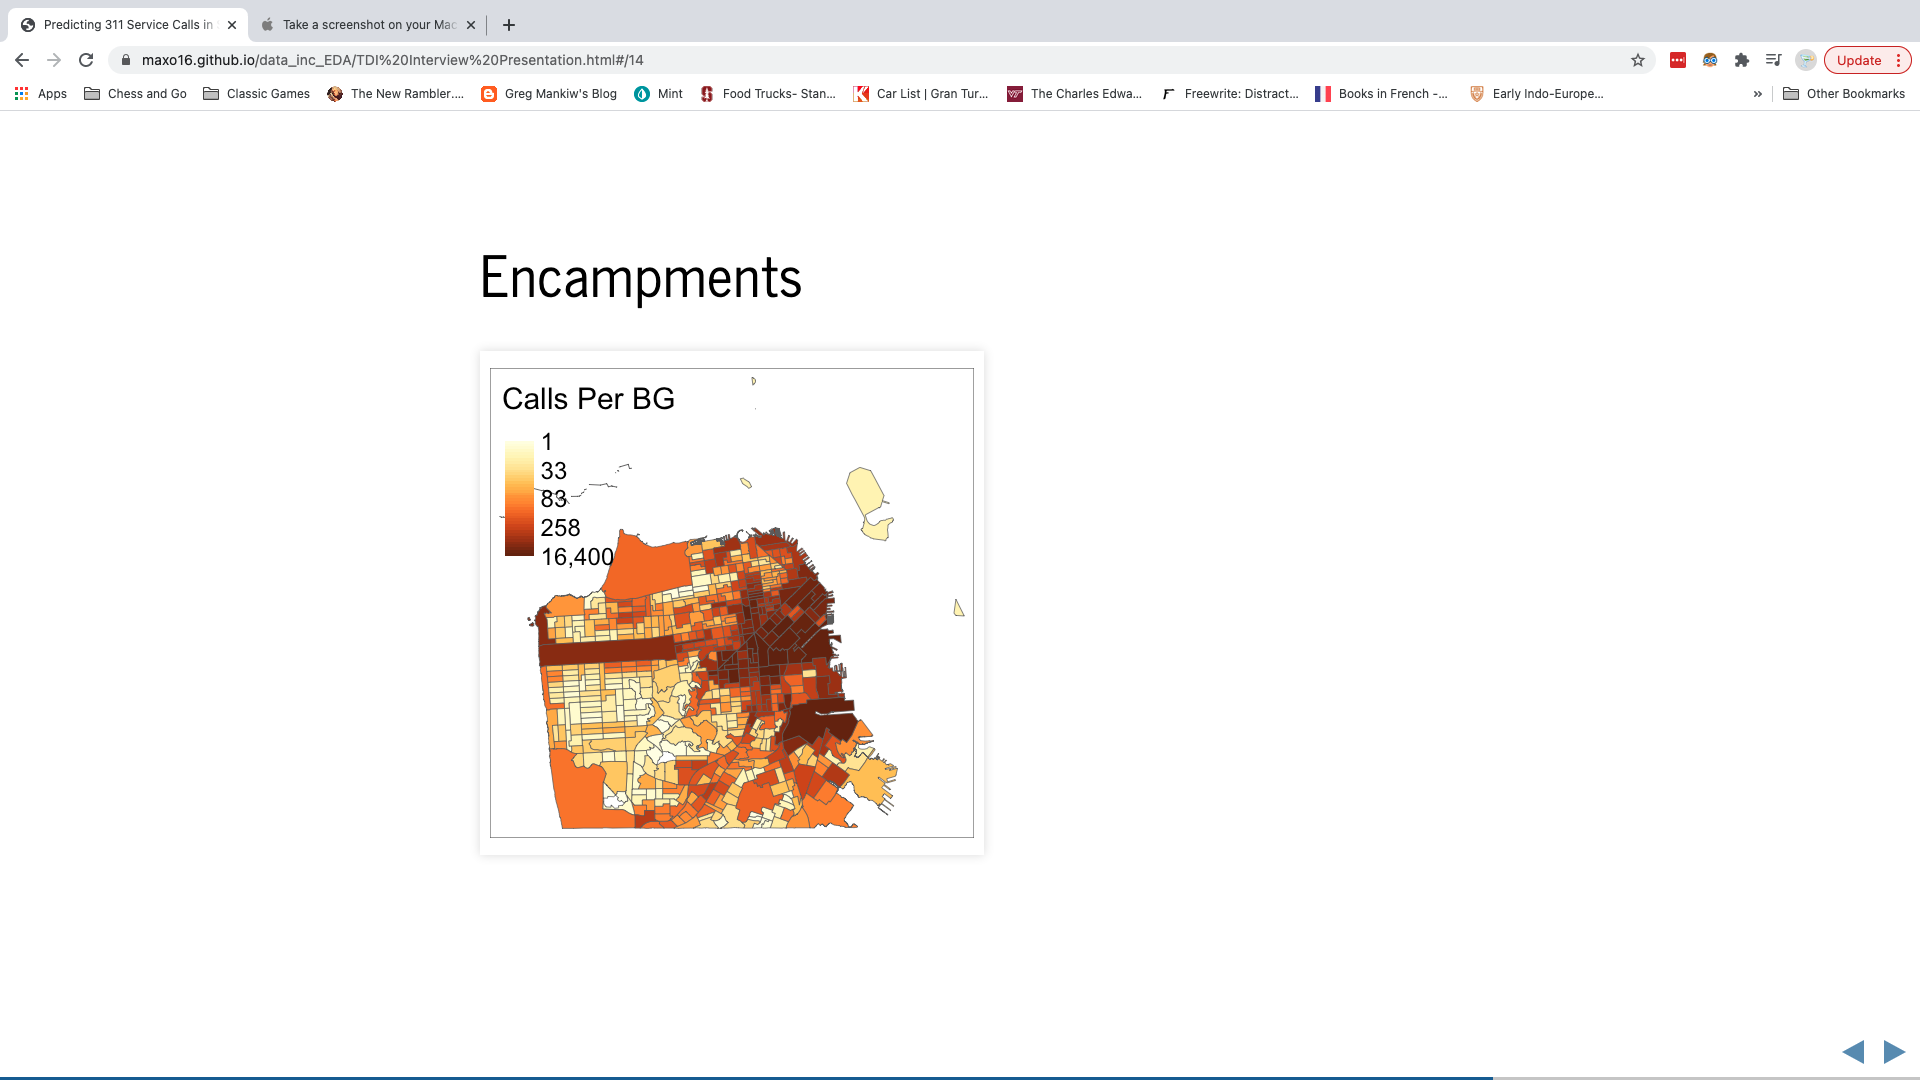 Predicting 311 Service Calls in
Take a screenshot on your Mac
maxo16.github.io/data_inc_EDA/TDI%20Interview%20Presentation.html#/14
Update
Apps
Chess and Go
Classic Games
The New Rambler....
Greg Mankiw's Blog
Mint
Food Trucks- Stan...
Car List | Gran Tur...
The Charles Edwa...
Freewrite: Distract...
Books in French -...
Early Indo-Europe...
»
Other Bookmarks
Encampments
Calls Per BG
1
33
83
258
16,400